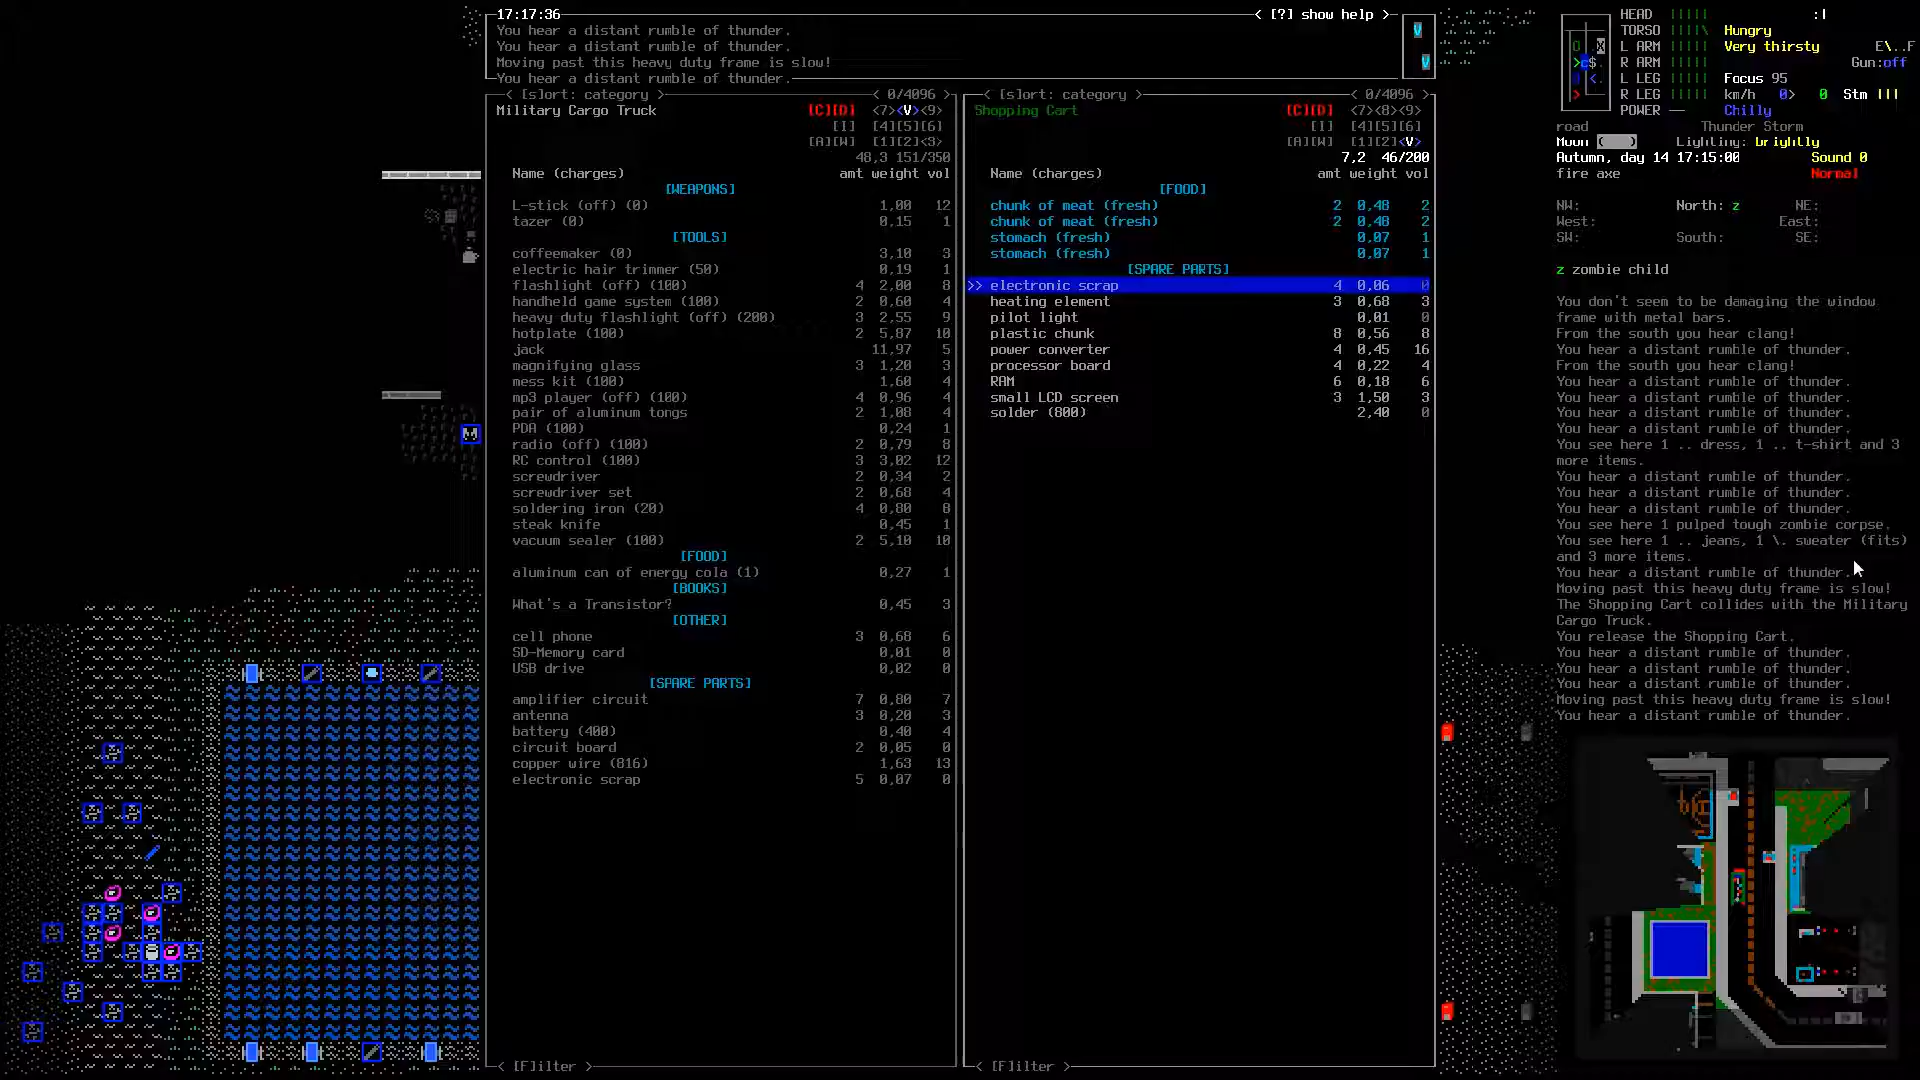 17:17:36
< [?] show help >
You hear a distant rumble of thunder.
You hear a distant rumble of thunder.
Moving past this heavy duty frame is slow!
You hear a distant rumble of thunder.
< [s]ort: category >
< 0/4096 >
Military Cargo Truck
[C][D] <7><V><9>
[I] [4][5][6]
[A][W] [1][2]<3>
48,3 151/350
Name (charges) amt weight vol
[WEAPONS]
L-stick (off) (0) 1,00 12
tazer (0) 0,15 1
[TOOLS]
coffeemaker (0) 3,10 3
electric hair trimmer (50) 0,19 1
flashlight (off) (100) 4 2,00 8
handheld game system (100) 2 0,60 4
heavy duty flashlight (off) (200) 3 2,55 9
hotplate (100) 2 5,87 10
jack 11,97 5
magnifying glass 3 1,20 3
mess kit (100) 1,60 4
mp3 player (off) (100) 4 0,96 4
pair of aluminum tongs 2 1,08 4
PDA (100) 0,24 1
radio (off) (100) 2 0,79 8
RC control (100) 3 3,02 12
screwdriver 2 0,34 2
screwdriver set 2 0,68 4
soldering iron (20) 4 0,80 8
steak knife 0,45 1
vacuum sealer (100) 2 5,10 10
[FOOD]
aluminum can of energy cola (1) 0,27 1
[BOOKS]
What's a Transistor? 0,45 3
[OTHER]
cell phone 3 0,68 6
SD-Memory card 0,01 0
USB drive 0,02 0
[SPARE PARTS]
amplifier circuit 7 0,80 7
antenna 3 0,20 3
battery (400) 0,40 4
circuit board 2 0,05 0
copper wire (816) 1,63 13
electronic scrap 5 0,07 0
< [F]ilter >
< [s]ort: category >
< 0/4096 >
Shopping Cart
[C][D] <7><8><9>
[I] [4][5][6]
[A][W] [1][2]<V>
7,2 46/200
Name (charges) amt weight vol
[FOOD]
chunk of meat (fresh) 2 0,48 2
chunk of meat (fresh) 2 0,48 2
stomach (fresh) 0,07 1
stomach (fresh) 0,07 1
[SPARE PARTS]
>> electronic scrap 4 0,06 0
heating element 3 0,68 3
pilot light 0,01 0
plastic chunk 8 0,56 8
power converter 4 0,45 16
processor board 4 0,22 4
RAM 6 0,18 6
small LCD screen 3 1,50 3
solder (800) 2,40 0
< [F]ilter >
HEAD ||||| :|
TORSO ||||\ Hungry
L ARM ||||| Very thirsty E\..F
R ARM ||||| Gun:off
L LEG ||||| Focus 95
R LEG ||||| km/h 0> 0 Stm |||
POWER -- Chilly
road Thunder Storm
Moon ( ) Lighting: brightly
Autumn, day 14 17:15:00 Sound 0
fire axe Normal
NW: North: z NE:
West: East:
SW: South: SE:
z zombie child
You don't seem to be damaging the window
frame with metal bars.
From the south you hear clang!
You hear a distant rumble of thunder.
From the south you hear clang!
You hear a distant rumble of thunder.
You hear a distant rumble of thunder.
You hear a distant rumble of thunder.
You hear a distant rumble of thunder.
You see here 1 .. dress, 1 .. t-shirt and 3
more items.
You hear a distant rumble of thunder.
You hear a distant rumble of thunder.
You hear a distant rumble of thunder.
You see here 1 pulped tough zombie corpse.
You see here 1 .. jeans, 1 \. sweater (fits)
and 3 more items.
You hear a distant rumble of thunder.
Moving past this heavy duty frame is slow!
The Shopping Cart collides with the Military
Cargo Truck.
You release the Shopping Cart.
You hear a distant rumble of thunder.
You hear a distant rumble of thunder.
You hear a distant rumble of thunder.
Moving past this heavy duty frame is slow!
You hear a distant rumble of thunder.